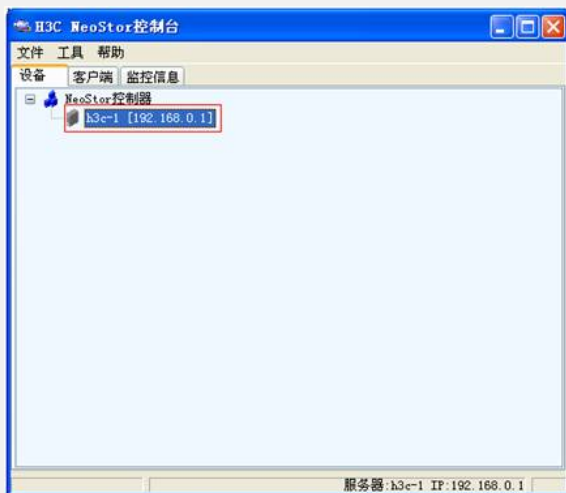 H3C NeoStor控制台
文件 工具 帮助
设备 客户端 监控信息
NeoStor控制器
h3c-1 [192.168.0.1]
服务器:h3c-1 IP:192.168.0.1